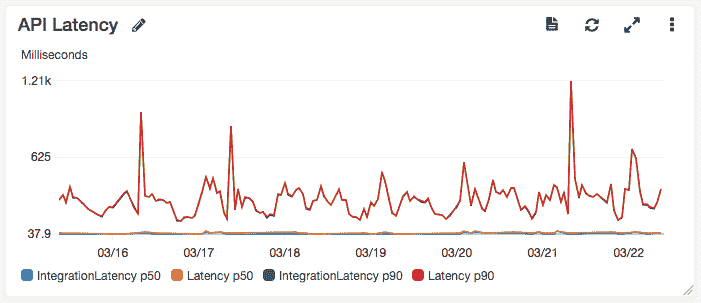 API Latency
Milliseconds
1.21k
625
37.9
03/16 03/17 03/18 03/19 03/20 03/21 03/22
IntegrationLatency p50 Latency p50 IntegrationLatency p90 Latency p90